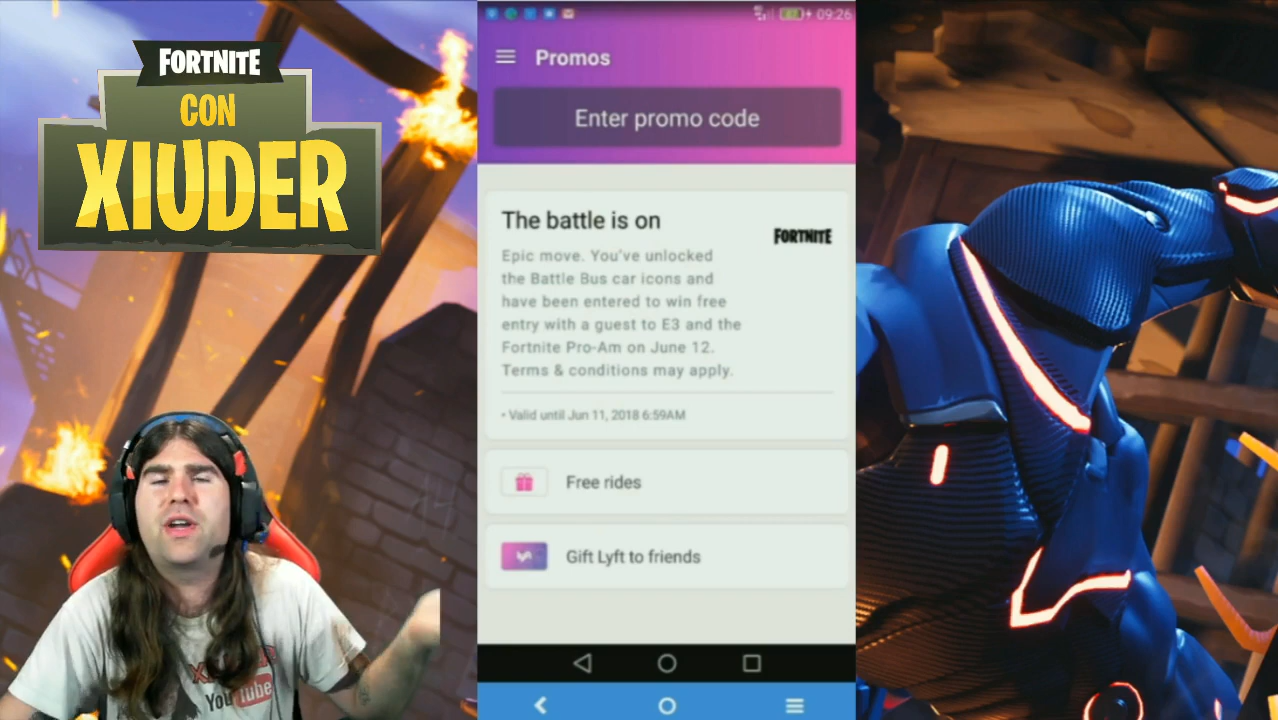 FORTNITE
CON
XIUDER
09:26
Promos
Enter promo code
The battle is on
FORTNITE
Epic move. You've unlocked
the Battle Bus car icons and
have been entered to win free
entry with a guest to E3 and the
Fortnite Pro-Am on June 12.
Terms & conditions may apply.
• Valid until Jun 11, 2018 6:59AM
Free rides
Gift Lyft to friends
YouTube